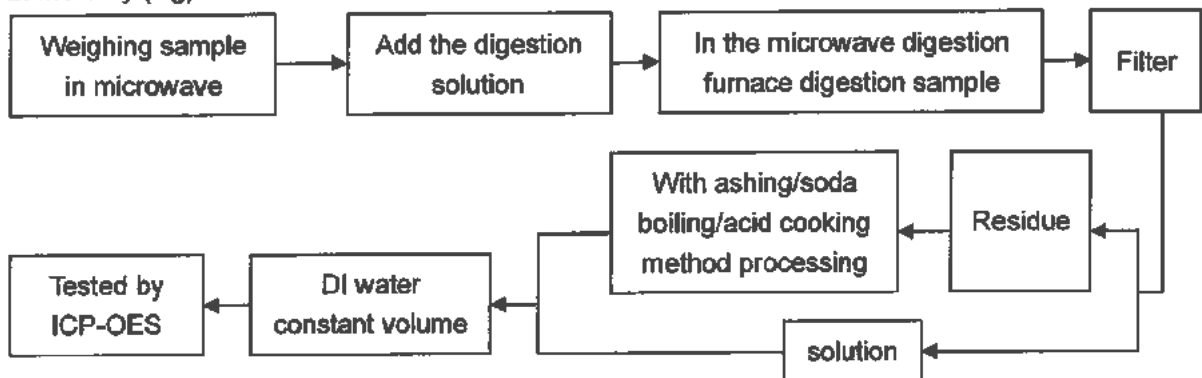 Weighing sample
in microwave
Add the digestion
solution
In the microwave digestion
furnace digestion sample
Filter
With ashing/soda
boiling/acid cooking
method processing
Residue
Tested by
ICP-OES
DI water
constant volume
solution